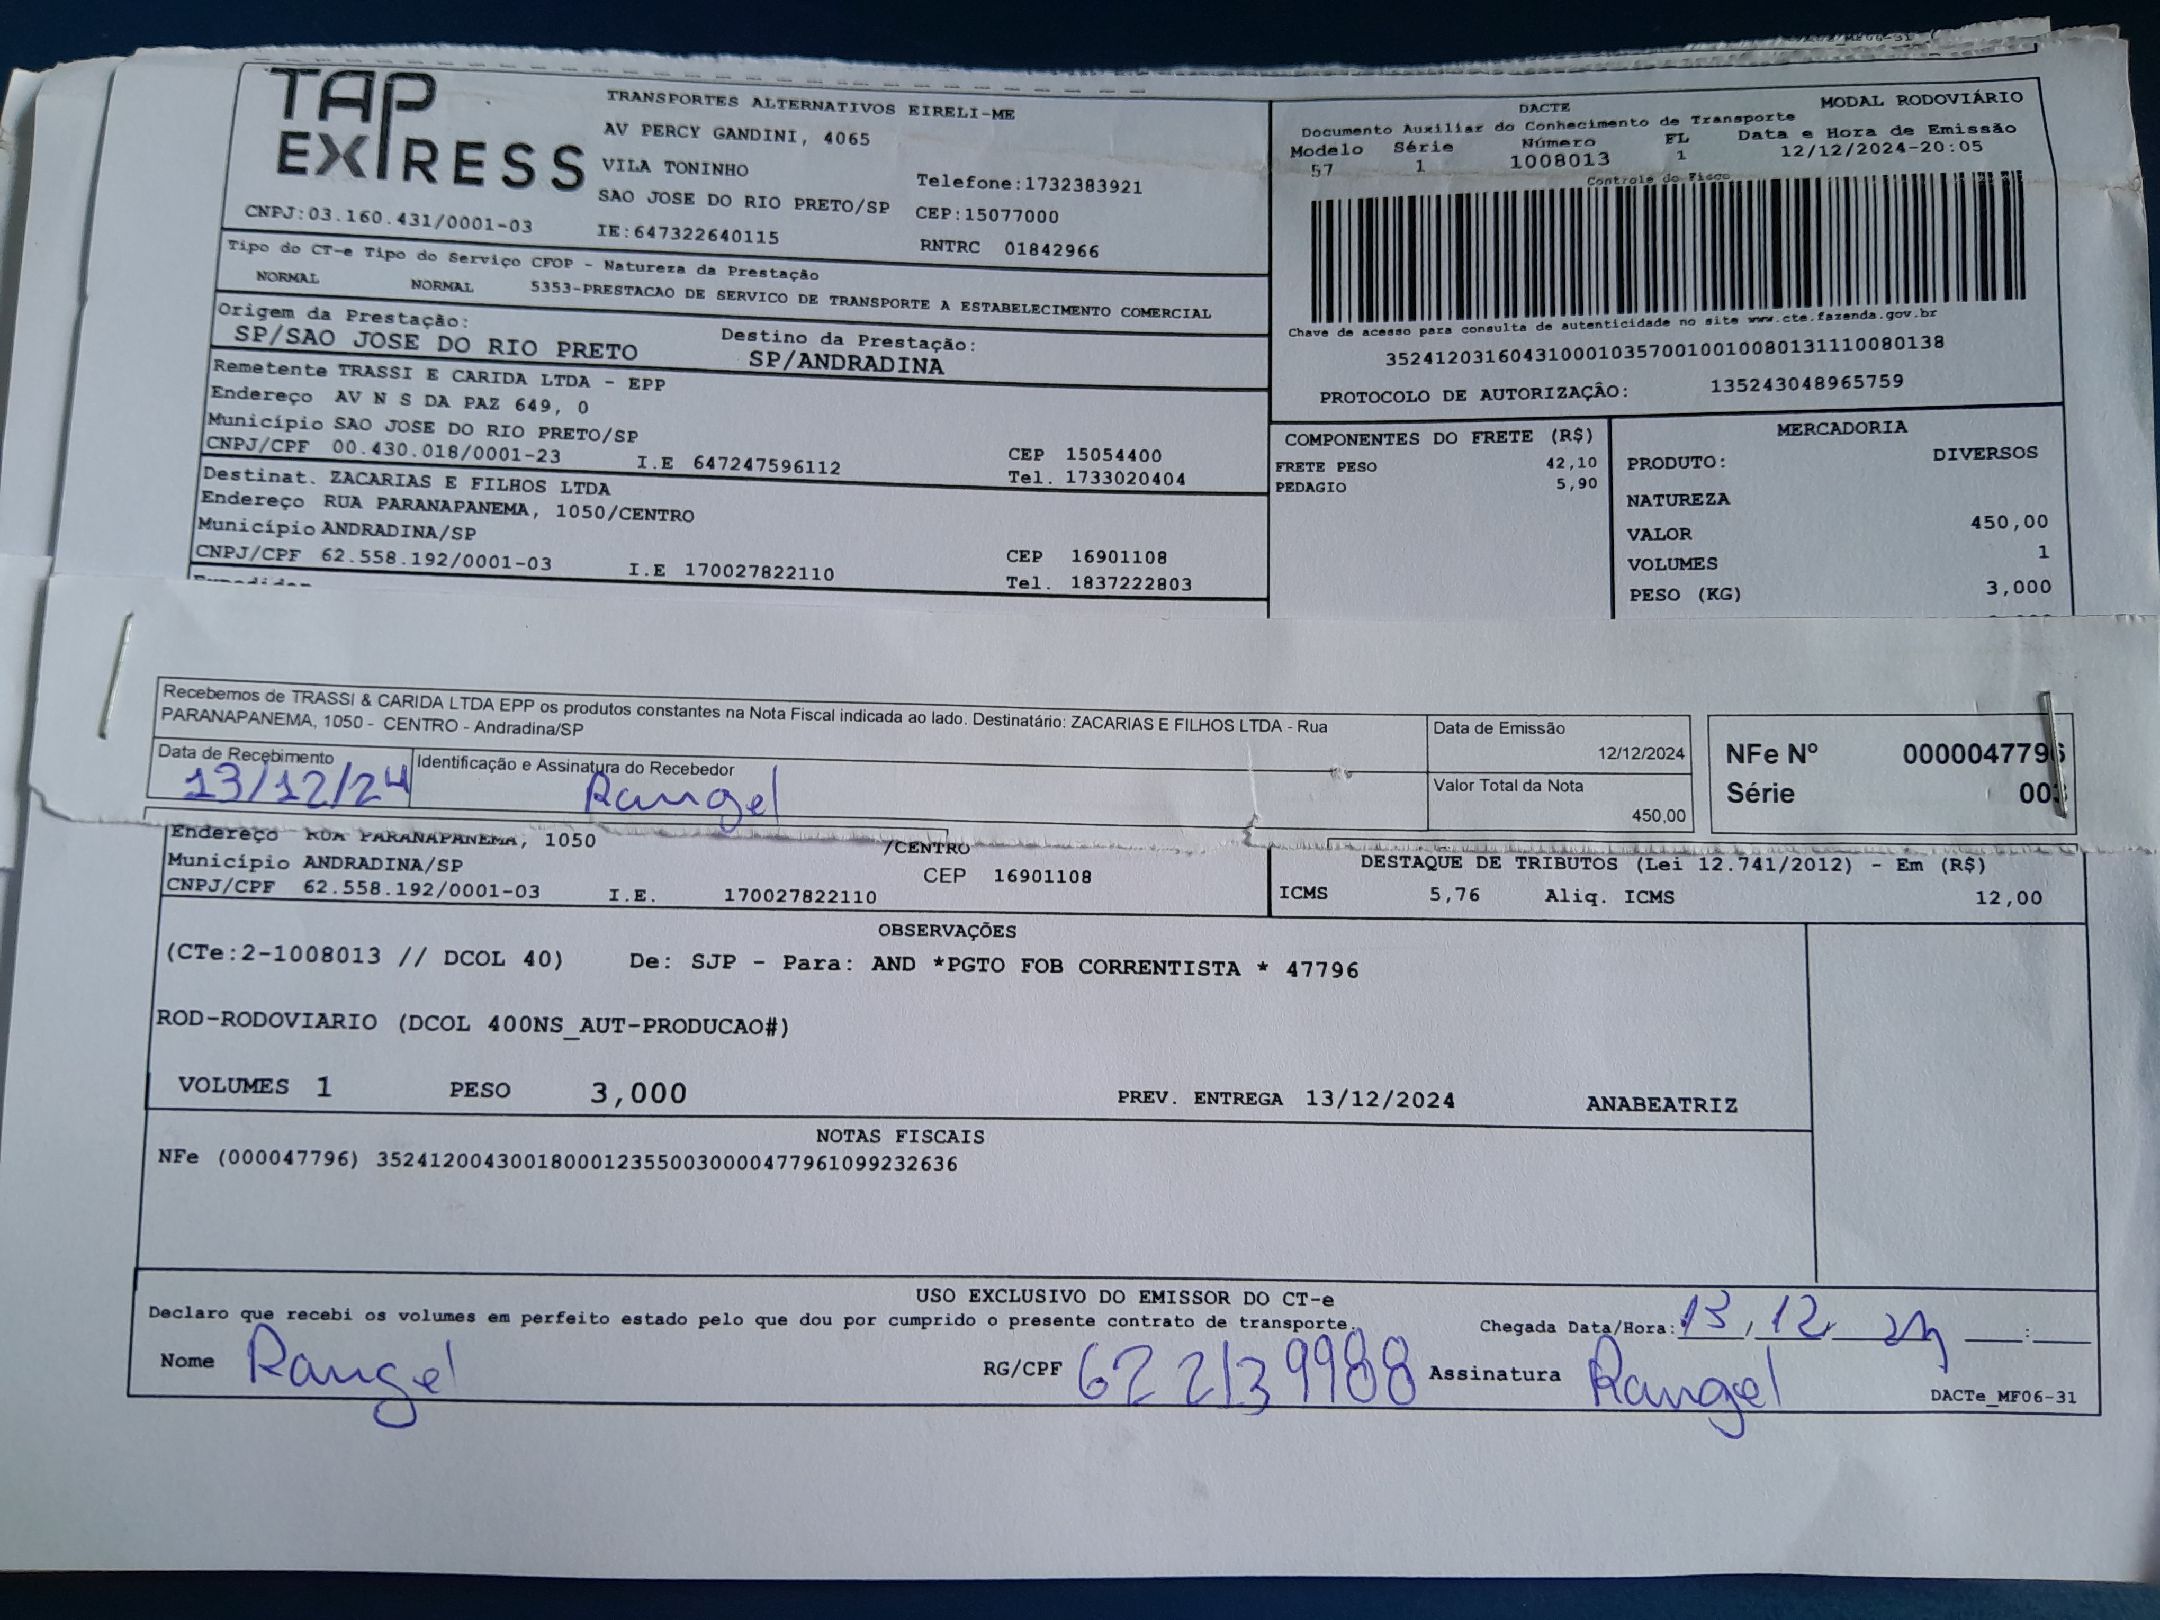 TAP EXPRESS
TRANSPORTES ALTERNATIVOS EIRELI-ME
AV PERCY GANDINI, 4065
VILA TONINHO
Telefone:1732383921
SAO JOSE DO RIO PRETO/SP CEP:15077000
CNPJ:03.160.431/0001-03 IE:647322640115 RNTRC 01842966
DACTE MODAL RODOVIÁRIO
Documento Auxiliar do Conhecimento de Transporte
Modelo Série Número FL Data e Hora de Emissão
57 1 1008013 1 12/12/2024-20:05
Controle do Fisco
Chave de acesso para consulta de autenticidade no site www.cte.fazenda.gov.br
35241203160431000103570010010080131110080138
PROTOCOLO DE AUTORIZAÇÃO: 135243048965759
Tipo do CT-e Tipo do Serviço CFOP - Natureza da Prestação
NORMAL NORMAL 5353-PRESTACAO DE SERVICO DE TRANSPORTE A ESTABELECIMENTO COMERCIAL
Origem da Prestação: Destino da Prestação:
SP/SAO JOSE DO RIO PRETO SP/ANDRADINA
Remetente TRASSI E CARIDA LTDA - EPP
Endereço AV N S DA PAZ 649, 0
Município SAO JOSE DO RIO PRETO/SP CEP 15054400
CNPJ/CPF 00.430.018/0001-23 I.E 647247596112 Tel. 1733020404
Destinat. ZACARIAS E FILHOS LTDA
Endereço RUA PARANAPANEMA, 1050/CENTRO
Município ANDRADINA/SP CEP 16901108
CNPJ/CPF 62.558.192/0001-03 I.E 170027822110 Tel. 1837222803
COMPONENTES DO FRETE (R$)
FRETE PESO 42,10
PEDAGIO 5,90
MERCADORIA
PRODUTO: DIVERSOS
NATUREZA
VALOR 450,00
VOLUMES 1
PESO (KG) 3,000
Recebemos de TRASSI & CARIDA LTDA EPP os produtos constantes na Nota Fiscal indicada ao lado. Destinatário: ZACARIAS E FILHOS LTDA - Rua
PARANAPANEMA, 1050 - CENTRO - Andradina/SP
Data de Emissão
12/12/2024
Data de Recebimento Identificação e Assinatura do Recebedor
13/12/24 Rangel
Valor Total da Nota
450,00
NFe Nº 0000047796
Série 00
Endereço RUA PARANAPANEMA, 1050 /CENTRO
Município ANDRADINA/SP CEP 16901108
CNPJ/CPF 62.558.192/0001-03 I.E. 170027822110
DESTAQUE DE TRIBUTOS (Lei 12.741/2012) - Em (R$)
ICMS 5,76 Aliq. ICMS 12,00
OBSERVAÇÕES
(CTe:2-1008013 // DCOL 40) De: SJP - Para: AND *PGTO FOB CORRENTISTA * 47796
ROD-RODOVIARIO (DCOL 400NS_AUT-PRODUCAO#)
VOLUMES 1 PESO 3,000 PREV. ENTREGA 13/12/2024 ANABEATRIZ
NOTAS FISCAIS
NFe (000047796) 35241200430018000123550030000477961099232636
USO EXCLUSIVO DO EMISSOR DO CT-e
Declaro que recebi os volumes em perfeito estado pelo que dou por cumprido o presente contrato de transporte. Chegada Data/Hora: 13, 12, 24 :
Nome Rangel RG/CPF 622139988 Assinatura Rangel
DACTe_MF06-31